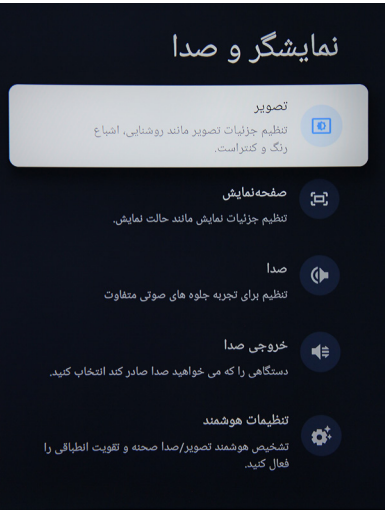 نمایشگر و صدا
تصویر
تنظیم جزئیات تصویر مانند روشنایی، اشباع
رنگ و کنتراست.
صفحه‌نمایش
تنظیم جزئیات نمایش مانند حالت نمایش.
صدا
تنظیم برای تجربه جلوه های صوتی متفاوت
خروجی صدا
دستگاهی را که می خواهید صدا صادر کند انتخاب کنید.
تنظیمات هوشمند
تشخیص هوشمند تصویر/صدا صحنه و تقویت انطباقی را
فعال کنید.